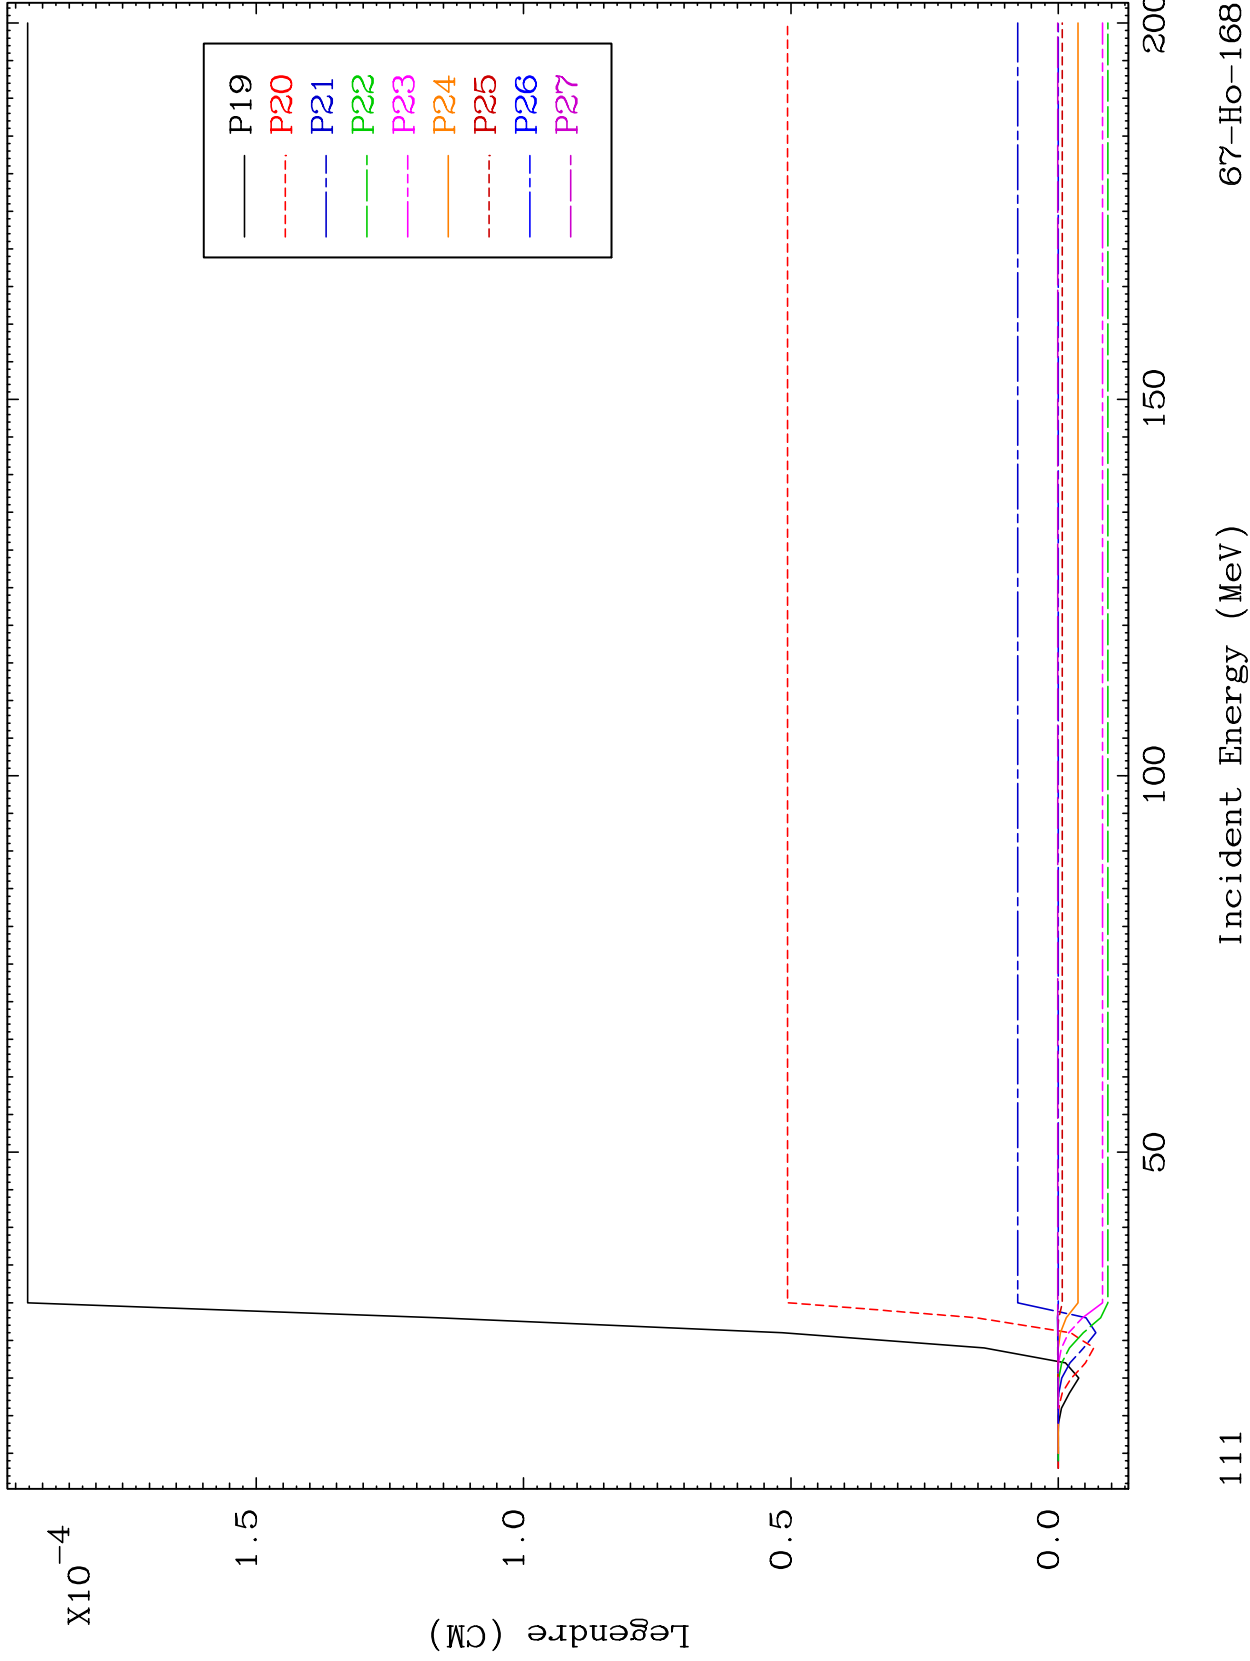 X10-4
1.5
1.0
0.5
0.0
Legendre (CM)
P19
P20
P21
P22
P23
P24
P25
P26
P27
50
100
150
200
Incident Energy (MeV)
111
67-Ho-168